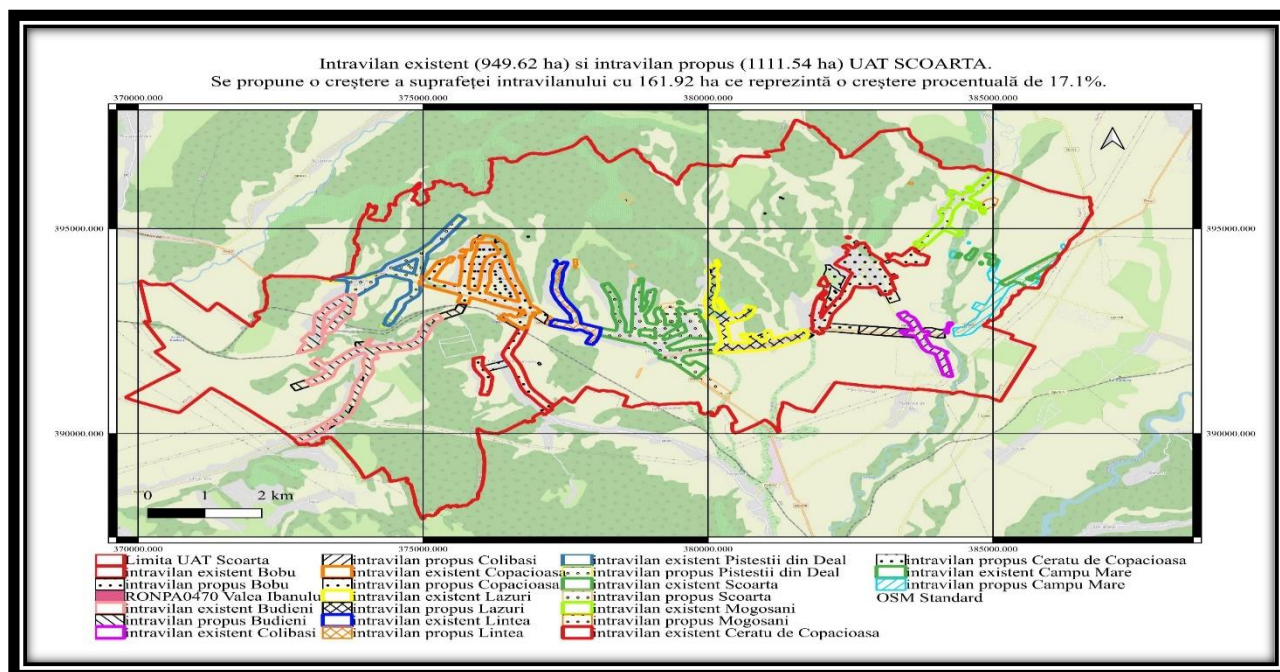 Intravilan existent (949.62 ha) si intravilan propus (1111.54 ha) UAT SCOARTA.
Se propune o creștere a suprafeței intravilanului cu 161.92 ha ce reprezintă o creștere procentuală de 17.1%.
370000.000 375000.000 380000.000 385000.000
395000.000 395000.000
390000.000 390000.000
0 1 2 km
370000.000 375000.000 380000.000 385000.000
Limita UAT Scoarta
intravilan existent Bobu
intravilan propus Bobu
RONPA0470 Valea Ibanulu
intravilan existent Budie
intravilan propus Budieni
intravilan existent Colibasi
intravilan propus Colibasi
intravilan existent Copacioasa
intravilan propus Copacioasa
intravilan existent Lazuri
intravilan propus Lazuri
intravilan existent Lintea
intravilan propus Lintea
intravilan existent Pistestii din Deal
intravilan propus Pistestii din Deal
intravilan existent Scoarta
intravilan propus Scoarta
intravilan existent Mogosani
intravilan propus Mogosani
intravilan existent Ceratu de Copacioasa
intravilan propus Ceratu de Copacioasa
intravilan existent Campu Mare
intravilan propus Campu Mare
OSM Standard